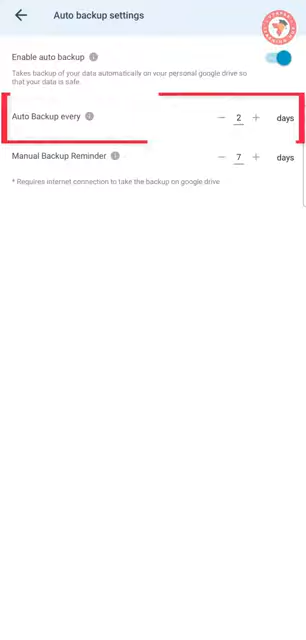 Auto backup settings
Enable auto backup
Takes backup of your data automatically on your personal google drive so
that your data is safe.
Auto Backup every
2
days
Manual Backup Reminder
7
days
* Requires internet connection to take the backup on google drive